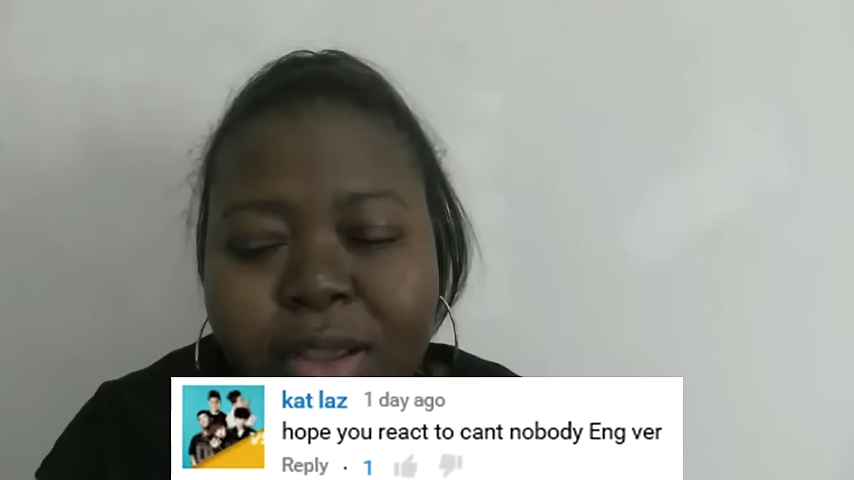 kat laz 1 day ago
hope you react to cant nobody Eng ver
Reply · 1